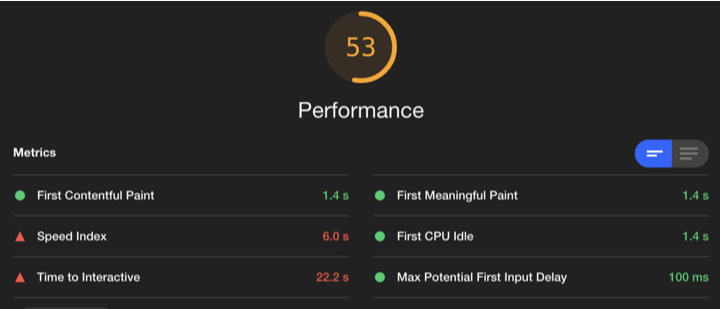 53
Performance
Metrics
First Contentful Paint 1.4 s
First Meaningful Paint 1.4 s
Speed Index 6.0 s
First CPU Idle 1.4 s
Time to Interactive 22.2 s
Max Potential First Input Delay 100 ms